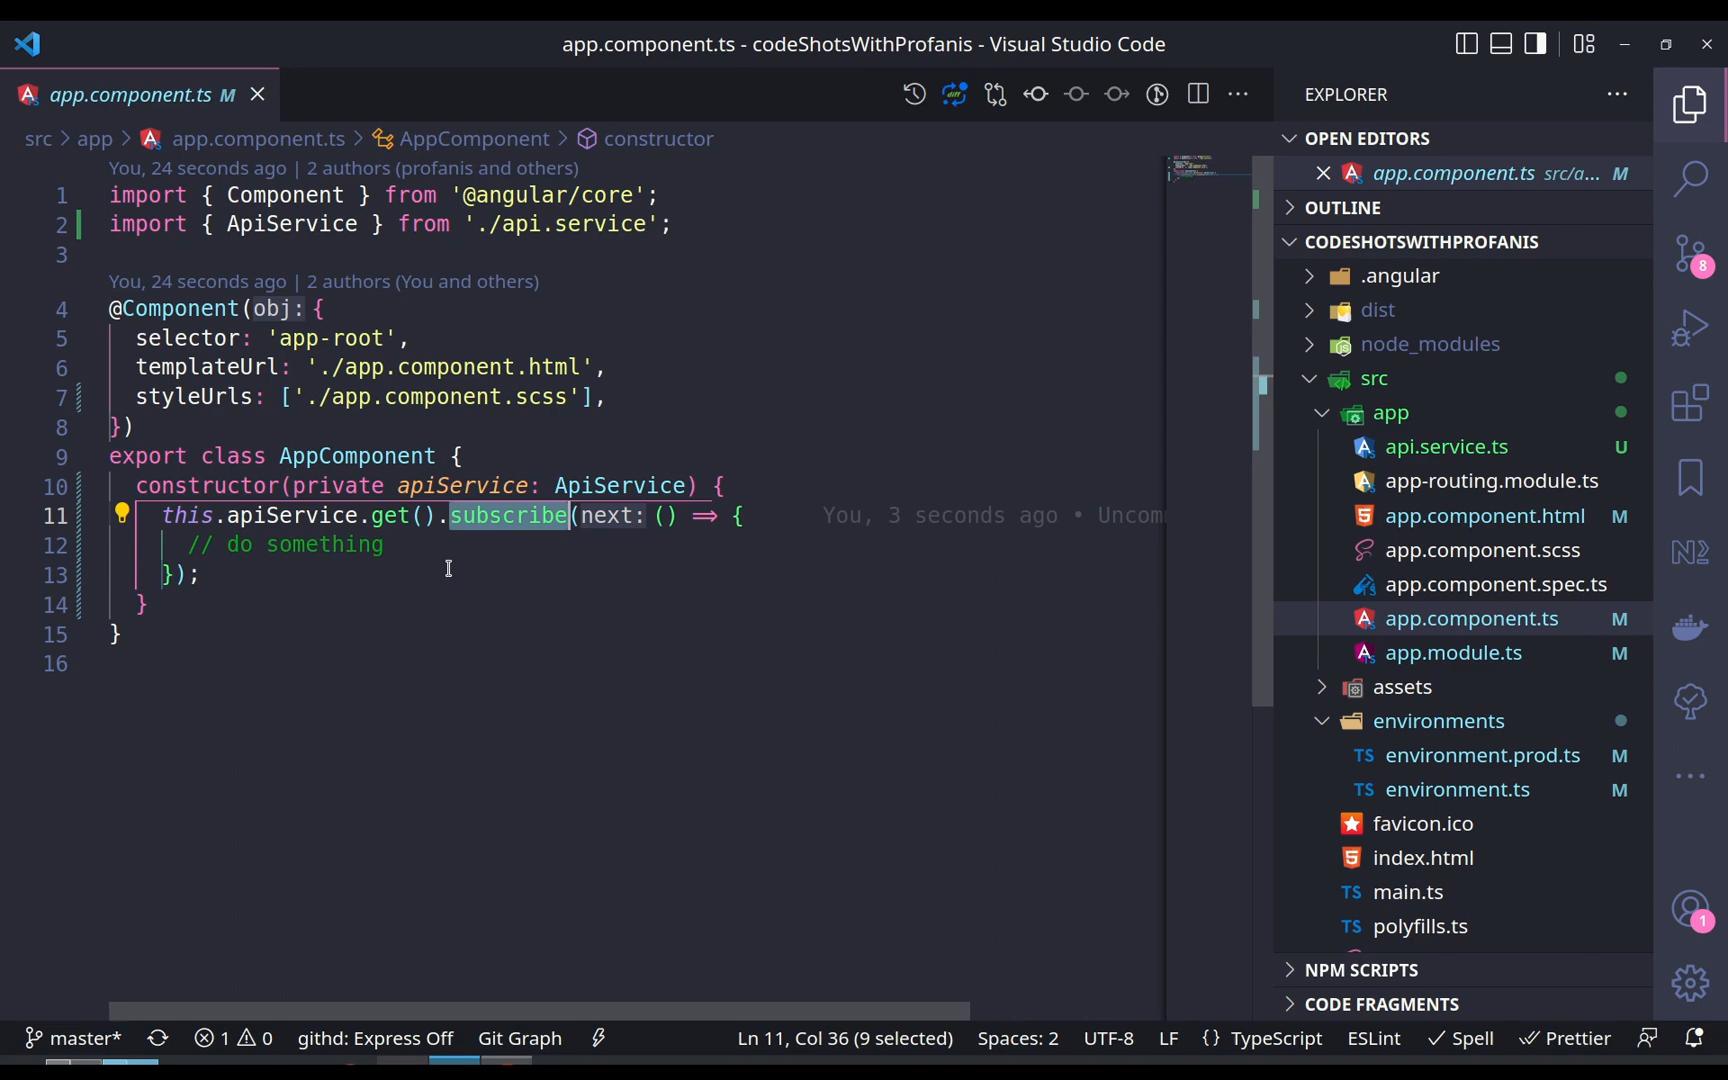 app.component.ts - codeShotsWithProfanis - Visual Studio Code
app.component.ts M
src > app > app.component.ts > AppComponent > constructor
You, 24 seconds ago | 2 authors (profanis and others)
1 import { Component } from '@angular/core';
2 import { ApiService } from './api.service';
3
You, 24 seconds ago | 2 authors (You and others)
4 @Component(obj: {
5 selector: 'app-root',
6 templateUrl: './app.component.html',
7 styleUrls: ['./app.component.scss'],
8 })
9 export class AppComponent {
10 constructor(private apiService: ApiService) {
11 this.apiService.get().subscribe(next: () => { You, 3 seconds ago • Uncom
12 // do something
13 });
14 }
15 }
16
EXPLORER
OPEN EDITORS
app.component.ts src/a... M
OUTLINE
CODESHOTSWITHPROFANIS
.angular
dist
node_modules
src
app
api.service.ts U
app-routing.module.ts
app.component.html M
app.component.scss
app.component.spec.ts
app.component.ts M
app.module.ts M
assets
environments
environment.prod.ts M
environment.ts M
favicon.ico
index.html
main.ts
polyfills.ts
NPM SCRIPTS
CODE FRAGMENTS
8
1
master* 1 0 githd: Express Off Git Graph Ln 11, Col 36 (9 selected) Spaces: 2 UTF-8 LF {} TypeScript ESLint Spell Prettier